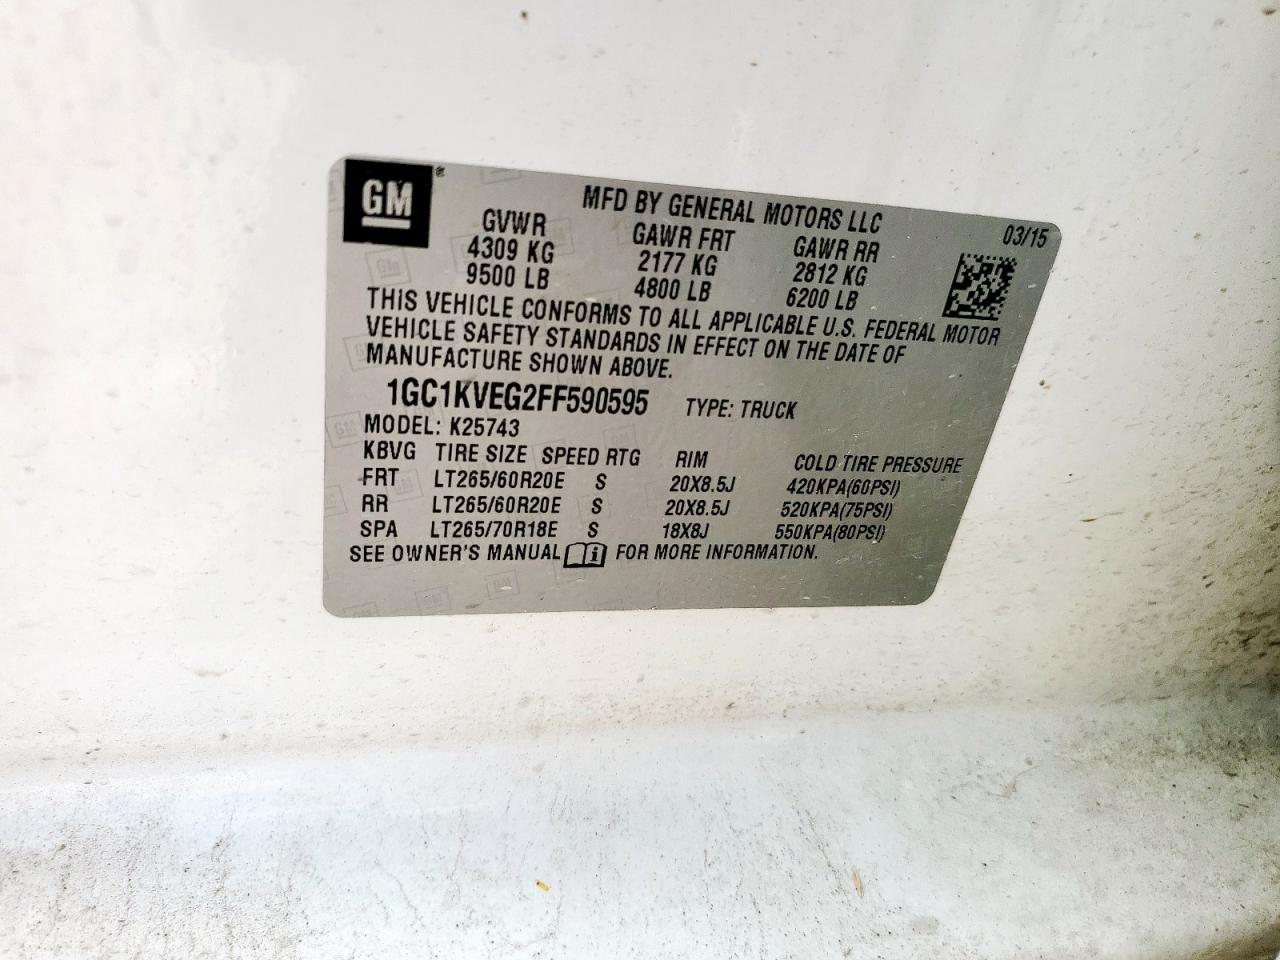 GM®
MFD BY GENERAL MOTORS LLC
03/15
GVWR GAWR FRT GAWR RR
4309 KG 2177 KG 2812 KG
9500 LB 4800 LB 6200 LB
THIS VEHICLE CONFORMS TO ALL APPLICABLE U.S. FEDERAL MOTOR
VEHICLE SAFETY STANDARDS IN EFFECT ON THE DATE OF
MANUFACTURE SHOWN ABOVE.
1GC1KVEG2FF590595 TYPE: TRUCK
MODEL: K25743
KBVG TIRE SIZE SPEED RTG RIM COLD TIRE PRESSURE
FRT LT265/60R20E S 20X8.5J 420KPA(60PSI)
RR LT265/60R20E S 20X8.5J 520KPA(75PSI)
SPA LT265/70R18E S 18X8J 550KPA(80PSI)
SEE OWNER'S MANUAL FOR MORE INFORMATION.